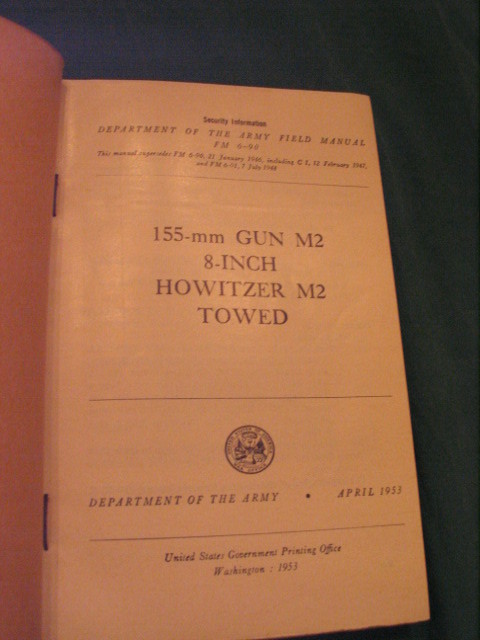 Security Information
DEPARTMENT OF THE ARMY FIELD MANUAL
FM 6-90
This manual supersedes FM 6-90, 21 January 1946, including C 1, 12 February 1947,
and FM 6-91, 7 July 1948
155-mm GUN M2
8-INCH
HOWITZER M2
TOWED
DEPARTMENT OF THE ARMY • APRIL 1953
United States Government Printing Office
Washington : 1953